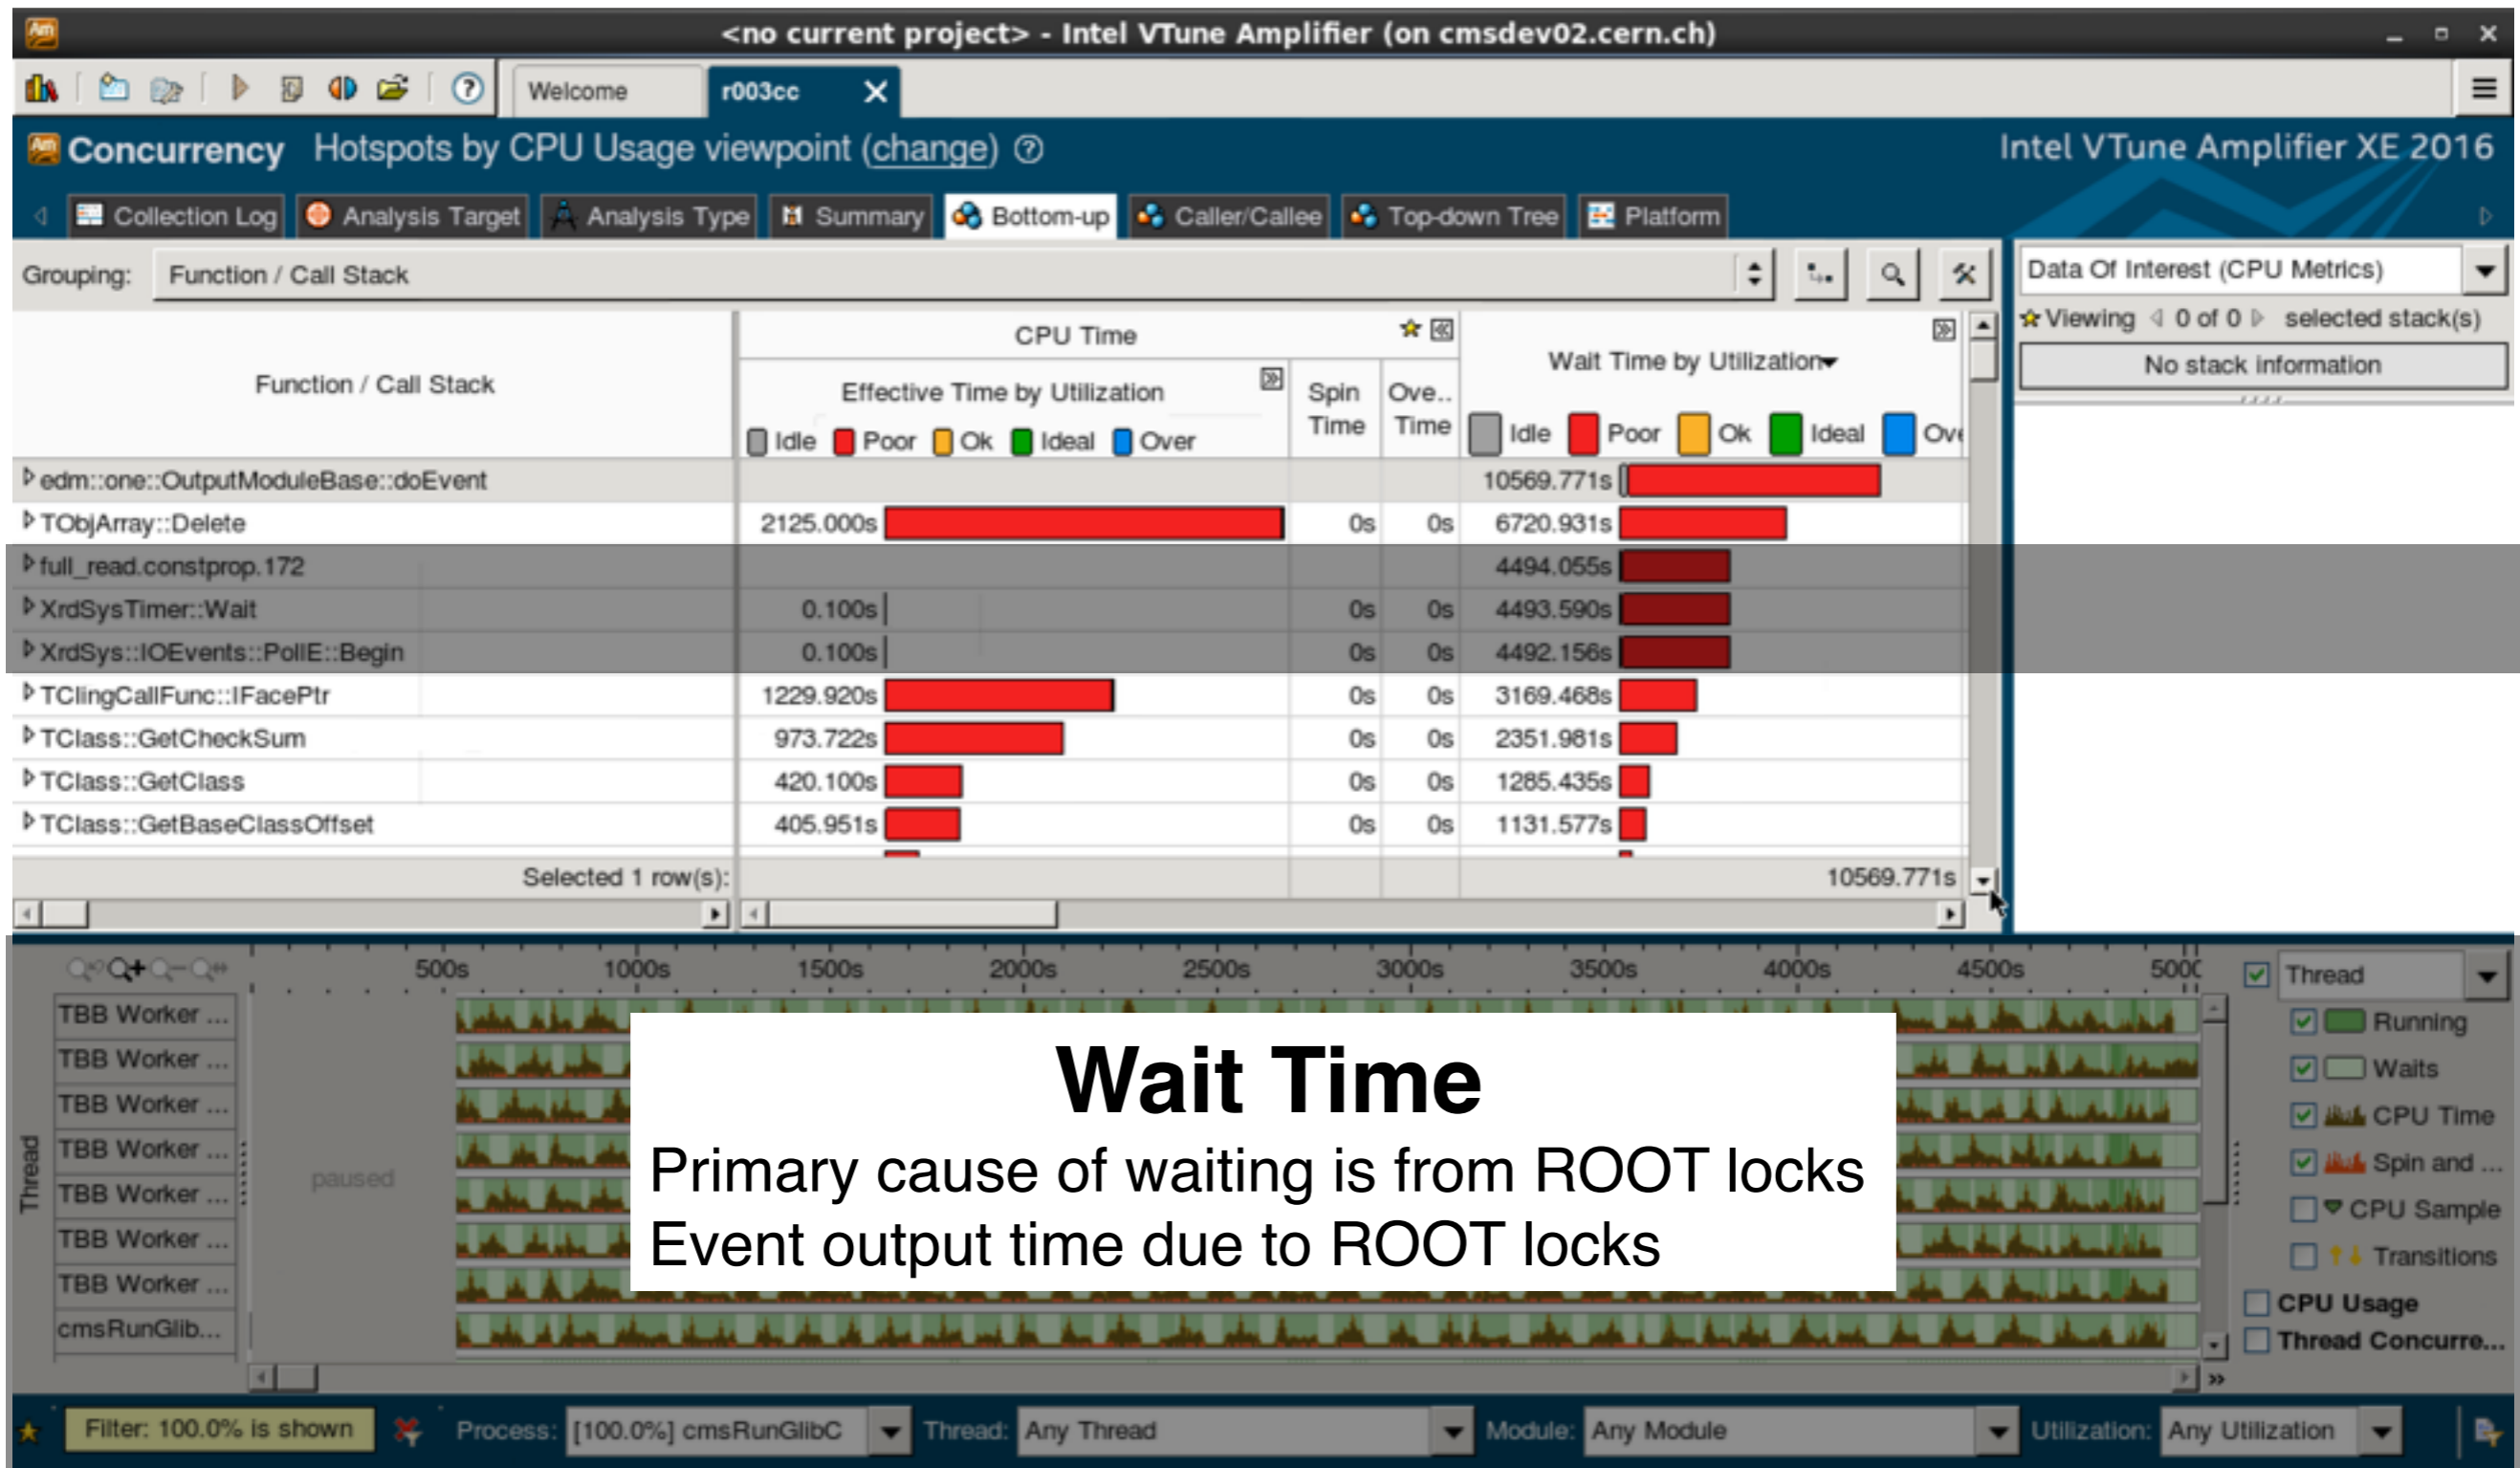 <no current project> - Intel VTune Amplifier (on cmsdev02.cern.ch)
Welcome
r003cc
Concurrency Hotspots by CPU Usage viewpoint (change)
Intel VTune Amplifier XE 2016
Collection Log
Analysis Target
Analysis Type
Summary
Bottom-up
Caller/Callee
Top-down Tree
Platform
Grouping: Function / Call Stack
Data Of Interest (CPU Metrics)
Viewing 0 of 0 selected stack(s)
No stack information
Function / Call Stack
CPU Time
Effective Time by Utilization
Idle Poor Ok Ideal Over
Spin
Time
Ove..
Time
Wait Time by Utilization
Idle Poor Ok Ideal Ove
edm::one::OutputModuleBase::doEvent 10569.771s
TObjArray::Delete 2125.000s 0s 0s 6720.931s
full_read.constprop.172 4494.055s
XrdSysTimer::Wait 0.100s 0s 0s 4493.590s
XrdSys::IOEvents::PollE::Begin 0.100s 0s 0s 4492.156s
TClingCallFunc::IFacePtr 1229.920s 0s 0s 3169.468s
TClass::GetCheckSum 973.722s 0s 0s 2351.981s
TClass::GetClass 420.100s 0s 0s 1285.435s
TClass::GetBaseClassOffset 405.951s 0s 0s 1131.577s
Selected 1 row(s): 10569.771s
500s 1000s 1500s 2000s 2500s 3000s 3500s 4000s 4500s 500
Thread
TBB Worker ...
TBB Worker ...
TBB Worker ...
TBB Worker ...
TBB Worker ...
TBB Worker ...
TBB Worker ...
cmsRunGlib...
paused
Wait Time
Primary cause of waiting is from ROOT locks
Event output time due to ROOT locks
Thread
Running
Waits
CPU Time
Spin and ...
CPU Sample
Transitions
CPU Usage
Thread Concurre...
Filter: 100.0% is shown
Process: [100.0%] cmsRunGlibC
Thread: Any Thread
Module: Any Module
Utilization: Any Utilization